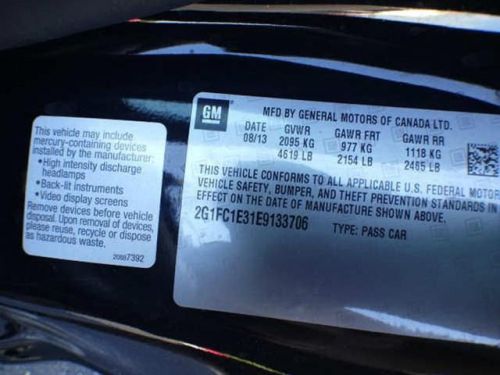 This vehicle may include
mercury-containing devices
installed by the manufacturer:
• High intensity discharge
headlamps
• Back-lit instruments
• Video display screens
Remove devices before vehicle
disposal. Upon removal of devices,
please reuse, recycle or dispose
as hazardous waste.
20887392
GM
MFD BY GENERAL MOTORS OF CANADA LTD.
DATE GVWR GAWR FRT GAWR RR
08/13 2095 KG 977 KG 1118 KG
4619 LB 2154 LB 2465 LB
THIS VEHICLE CONFORMS TO ALL APPLICABLE U.S. FEDERAL MOTOR
VEHICLE SAFETY, BUMPER, AND THEFT PREVENTION STANDARDS IN
EFFECT ON THE DATE OF MANUFACTURE SHOWN ABOVE.
2G1FC1E31E9133706 TYPE: PASS CAR